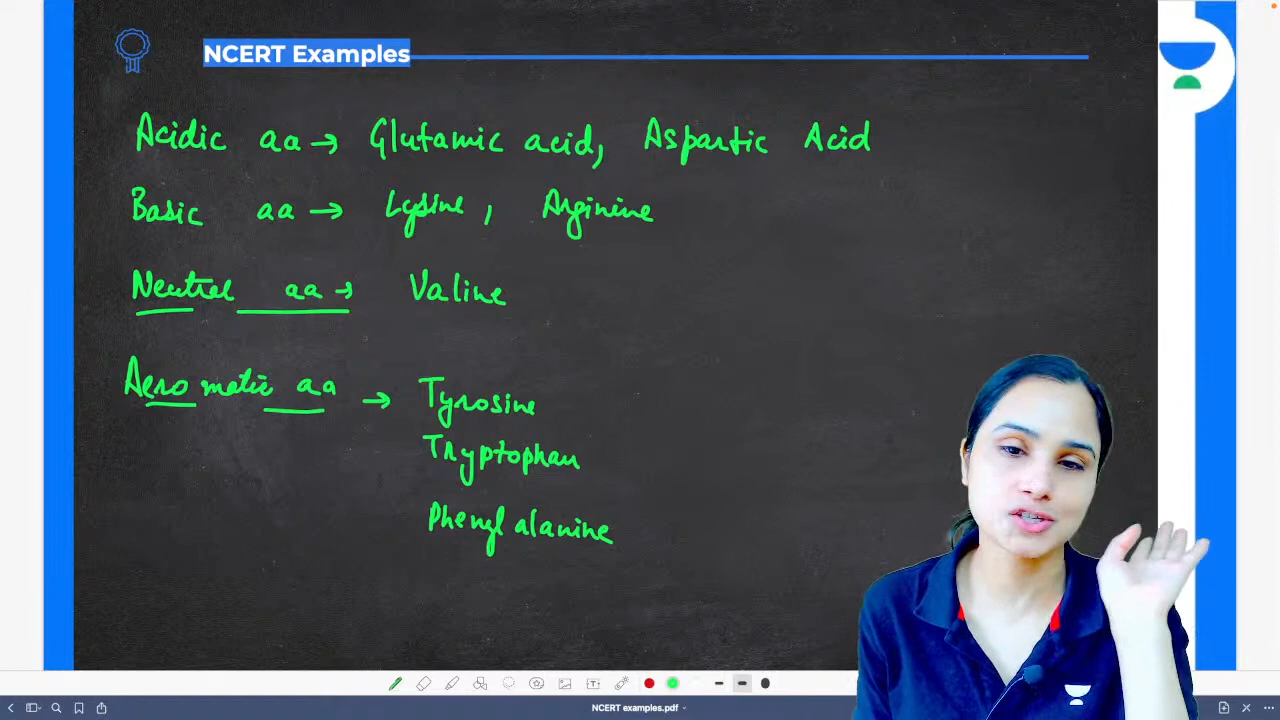 NCERT Examples
Acidic aa → Glutamic acid, Aspartic Acid
Basic aa → Lysine, Arginine
Neutral aa → Valine
Aeromatic aa → Tyrosine
Tryptophan
Phenyl alanine
NCERT examples.pdf